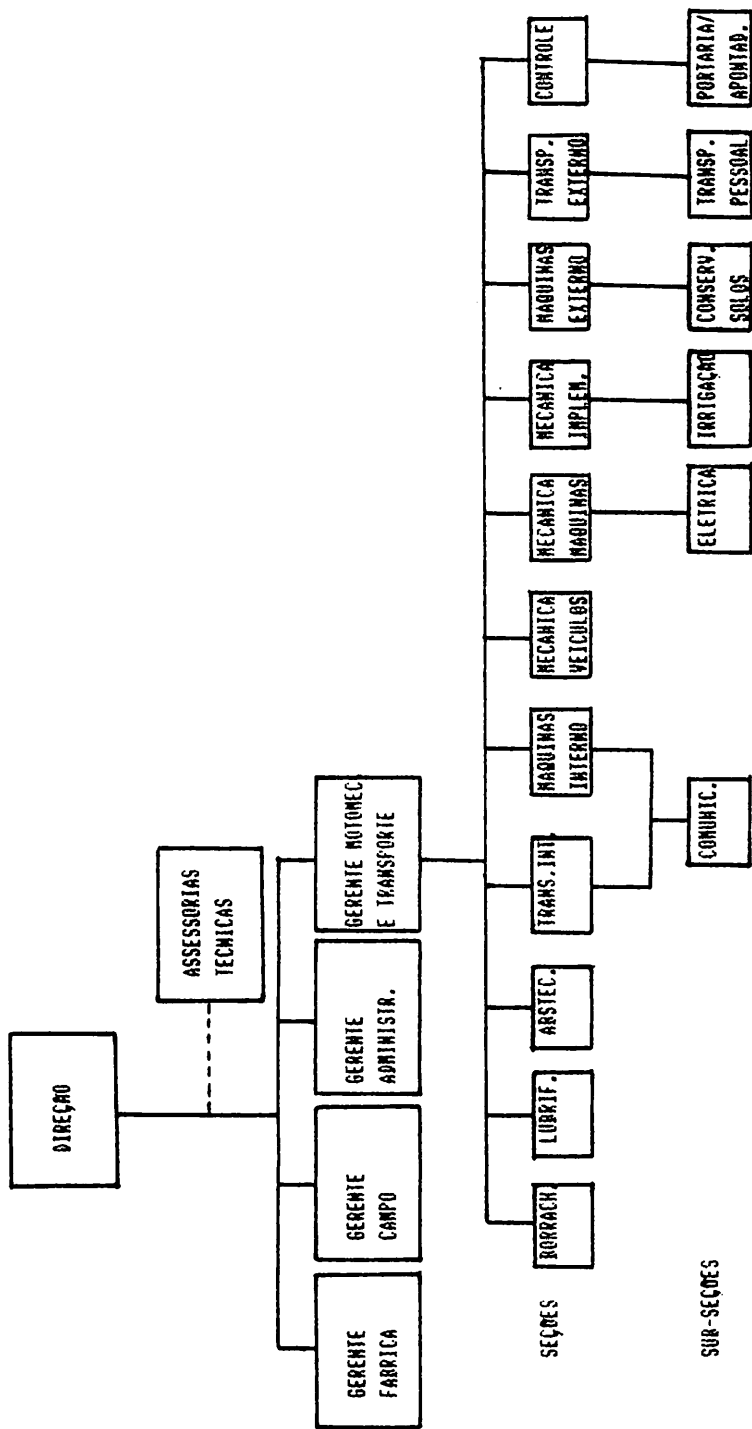 DIREÇÃO
ASSESSORIAS
TECNICAS
GERENTE
FABRICA
GERENTE
CAMPO
GERENTE
ADMINISTR.
GERENTE MOTOMEC.
E TRANSPORTE
SEÇÕES
BORRACH.
LUBRIF.
ABSTEC.
TRANS.INT.
MAQUINAS
INTERNO
MECANICA
VEICULOS
MECANICA
MAQUINAS
MECANICA
IMPLEM.
MAQUINAS
EXTERNO
TRANSP.
EXTERNO
CONTROLE
SUB-SEÇÕES
COMUNIC.
ELETRICA
IRRIGAÇÃO
CONSERV.
SOLOS
TRANSP.
PESSOAL
PORTARIA/
APONTAD.